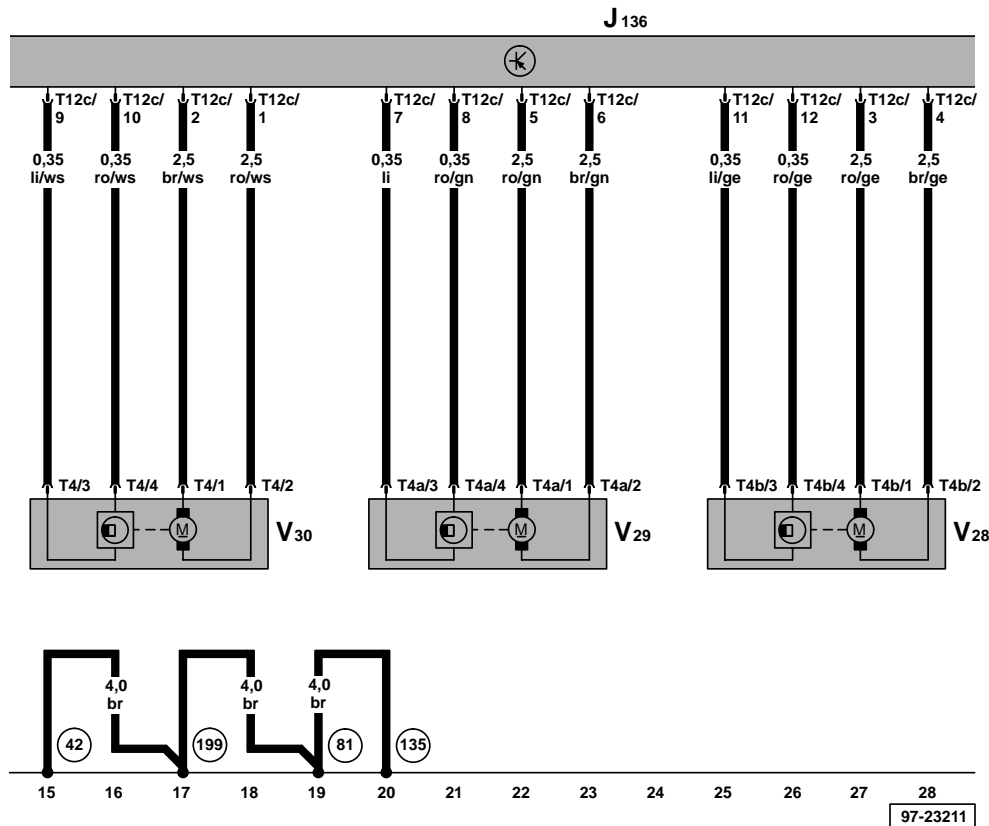 J 136
T12c/ T12c/ T12c/ T12c/ T12c/ T12c/ T12c/ T12c/ T12c/ T12c/ T12c/ T12c/
9 10 2 1 7 8 5 6 11 12 3 4
0,35 0,35 2,5 2,5 0,35 0,35 2,5 2,5 0,35 0,35 2,5 2,5
li/ws ro/ws br/ws ro/ws li ro/gn ro/gn br/gn li/ge ro/ge ro/ge br/ge
T4/3 T4/4 T4/1 T4/2 T4a/3 T4a/4 T4a/1 T4a/2 T4b/3 T4b/4 T4b/1 T4b/2
M V30 M V29 M V28
4,0 4,0 4,0
br br br
42 199 81 135
15 16 17 18 19 20 21 22 23 24 25 26 27 28
97-23211